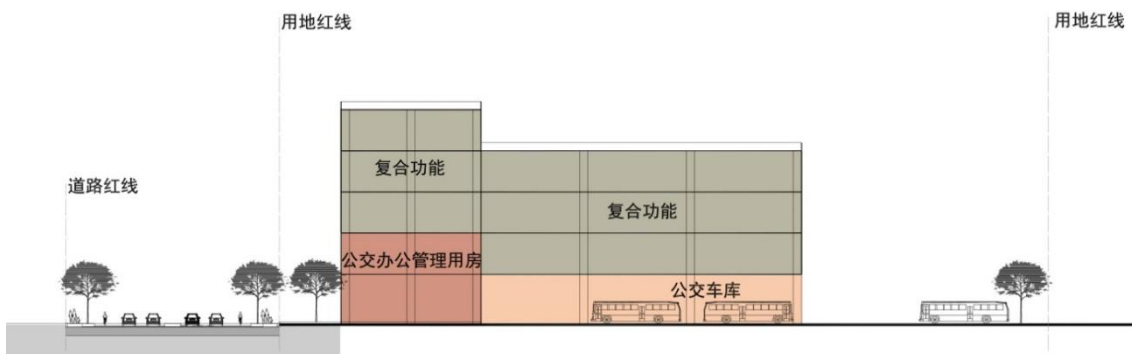 用地红线
用地红线
道路红线
复合功能
复合功能
公交办公管理用房
公交车库